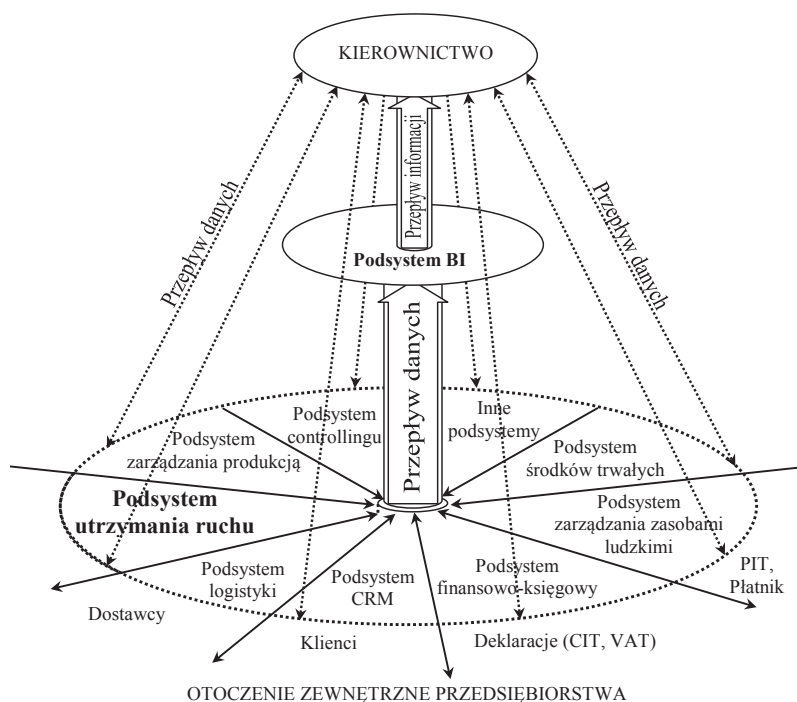 KIEROWNICTWO
Przepływ informacji
Przepływ danych
Przepływ danych
Podsystem BI
Przepływ danych
Podsystem
controllingu
Inne
podsystemy
Podsystem
zarządzania produkcją
Podsystem
środków trwałych
Podsystem
utrzymania ruchu
Podsystem
zarządzania zasobami
ludzkimi
Podsystem
logistyki
Podsystem
CRM
Podsystem
finansowo-księgowy
PIT,
Płatnik
Dostawcy
Klienci
Deklaracje (CIT, VAT)
OTOCZENIE ZEWNĘTRZNE PRZEDSIĘBIORSTWA